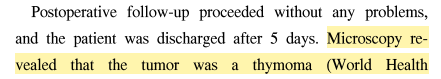 Postoperative follow-up proceeded without any problems,
and the patient was discharged after 5 days. Microscopy re-
vealed that the tumor was a thymoma (World Health